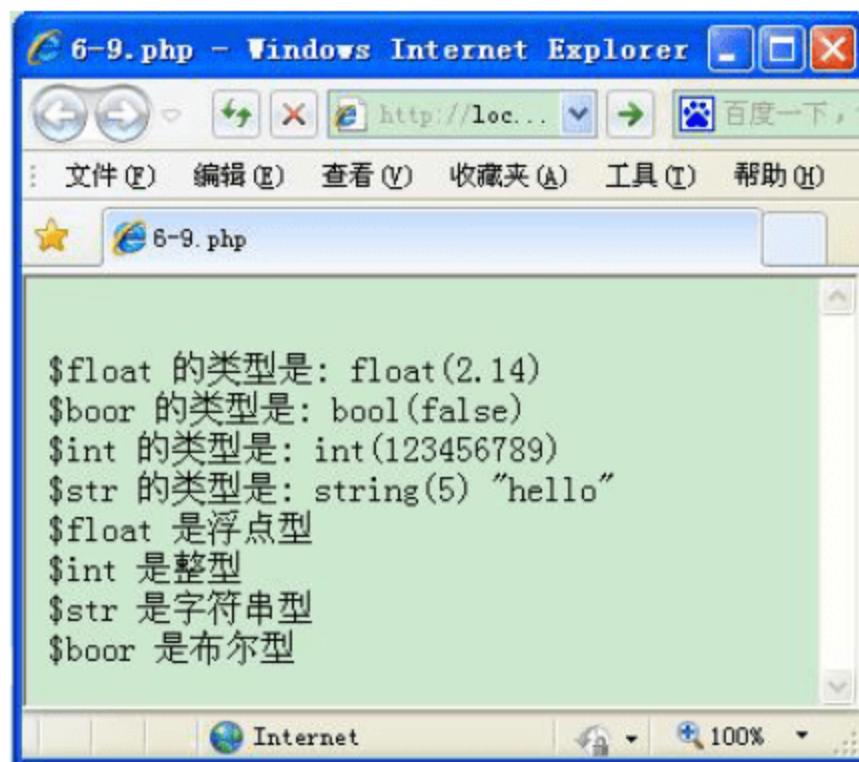 6-9.php - Windows Internet Explorer
http://loc... 百度一下,
文件(F) 编辑(E) 查看(V) 收藏夹(A) 工具(T) 帮助(H)
6-9.php
$float 的类型是: float(2.14)
$boor 的类型是: bool(false)
$int 的类型是: int(123456789)
$str 的类型是: string(5) "hello"
$float 是浮点型
$int 是整型
$str 是字符串型
$boor 是布尔型
Internet 100%